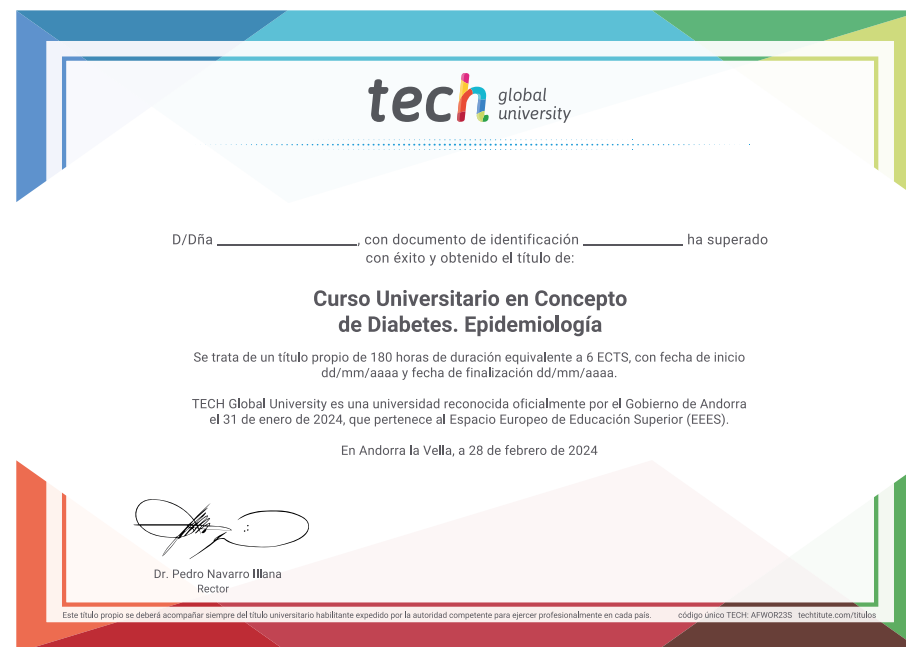 tech global university
D/Dña ____________________, con documento de identificación ______________ ha superado
con éxito y obtenido el título de:
Curso Universitario en Concepto
de Diabetes. Epidemiología
Se trata de un título propio de 180 horas de duración equivalente a 6 ECTS, con fecha de inicio
dd/mm/aaaa y fecha de finalización dd/mm/aaaa.
TECH Global University es una universidad reconocida oficialmente por el Gobierno de Andorra
el 31 de enero de 2024, que pertenece al Espacio Europeo de Educación Superior (EEES).
En Andorra la Vella, a 28 de febrero de 2024
Dr. Pedro Navarro Illana
Rector
Este título propio se deberá acompañar siempre del título universitario habilitante expedido por la autoridad competente para ejercer profesionalmente en cada país. código único TECH: AFWOR23S techtitute.com/titulos